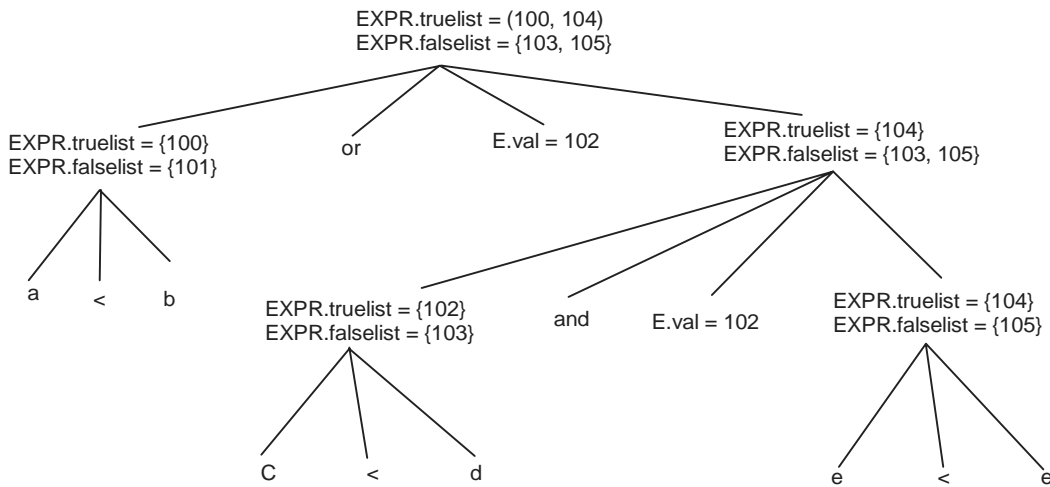 EXPR.truelist = (100, 104)
EXPR.falselist = {103, 105}
EXPR.truelist = {100}
EXPR.falselist = {101}
or
E.val = 102
EXPR.truelist = {104}
EXPR.falselist = {103, 105}
a
<
b
EXPR.truelist = {102}
EXPR.falselist = {103}
and
E.val = 102
EXPR.truelist = {104}
EXPR.falselist = {105}
C
<
d
e
<
e